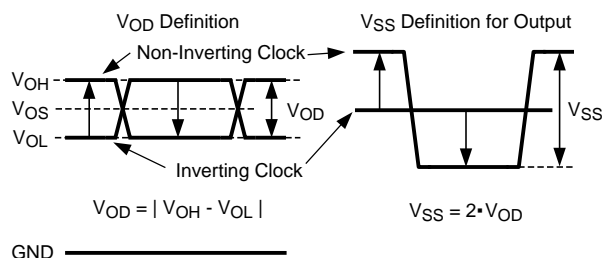 VOD Definition
VSS Definition for Output
Non-Inverting Clock
VOH
VOS
VOL
VOD
VSS
Inverting Clock
VOD = | VOH - VOL |
VSS = 2·VOD
GND